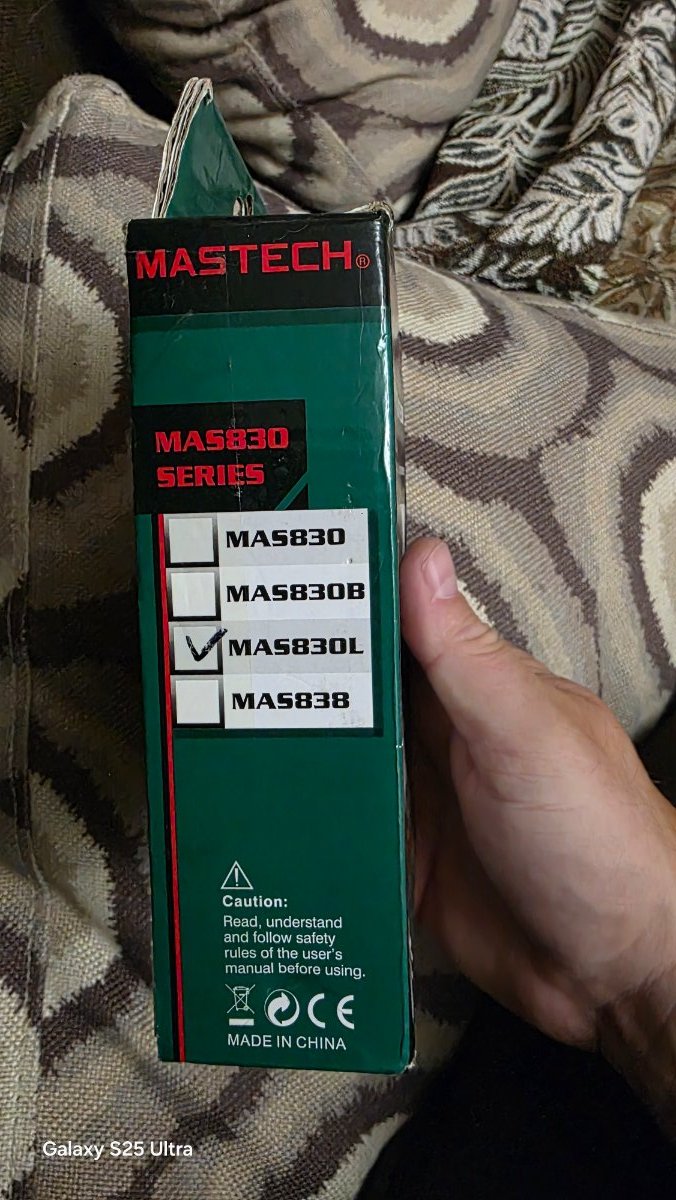 MASTECH®
MAS830
SERIES
MAS830
MAS830B
MAS830L
MAS838
Caution:
Read, understand
and follow safety
rules of the user's
manual before using.
CE
MADE IN CHINA
Galaxy S25 Ultra